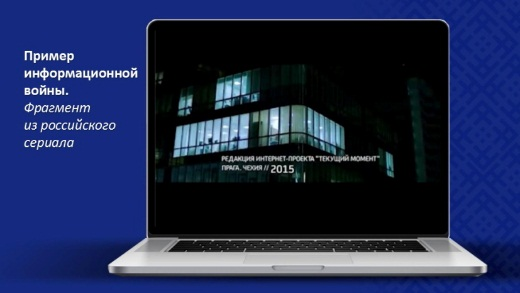 Пример
информационной
войны.
Фрагмент
из российского
сериала
РЕДАКЦИЯ ИНТЕРНЕТ-ПРОЕКТА "ТЕКУЩИЙ МОМЕНТ"
ПРАГА, ЧЕХИЯ // 2015